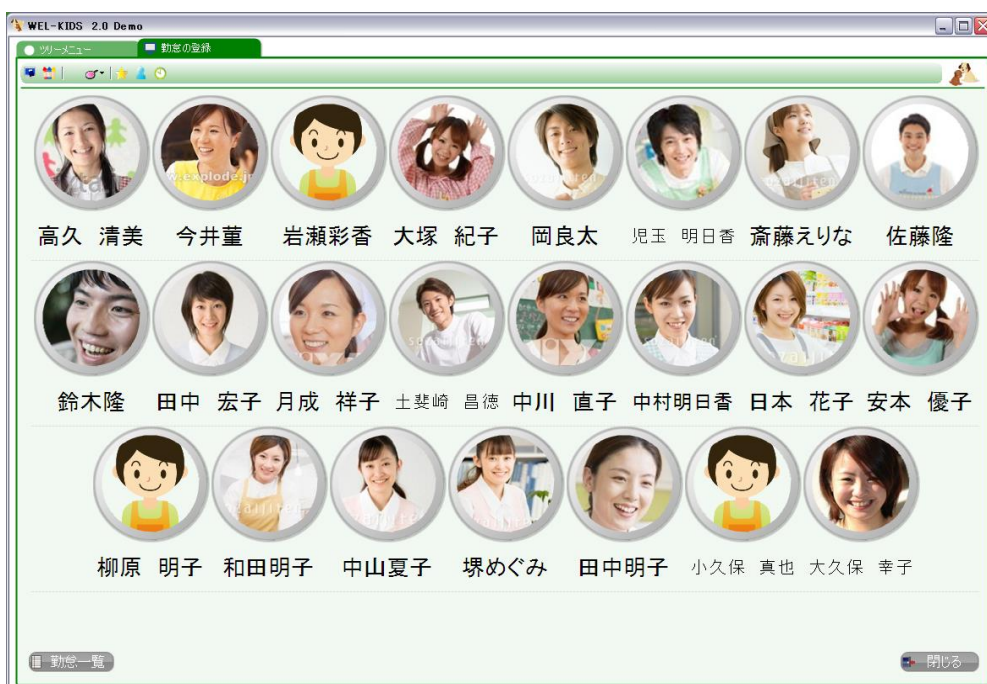 WEL-KIDS 2.0 Demo
ツリーメニュー 勤怠の登録
高久 清美 今井菫 岩瀬彩香 大塚 紀子 岡良太 児玉 明日香 斎藤えりな 佐藤隆
鈴木隆 田中 宏子 月成 祥子 土斐崎 昌徳 中川 直子 中村明日香 日本 花子 安本 優子
柳原 明子 和田明子 中山夏子 堺めぐみ 田中明子 小久保 真也 大久保 幸子
勤怠一覧 閉じる